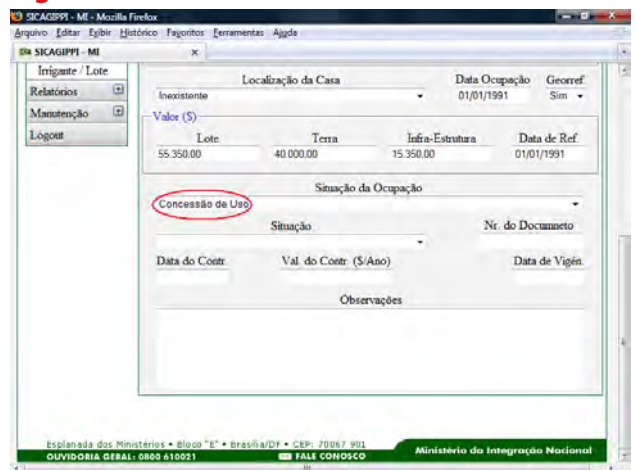 SICAGIPPI - MI - Mozilla Firefox
Arquivo Editar Exibir Histórico Favoritos Ferramentas Ajuda
SICAGIPPI - MI
Irrigante / Lote
Relatórios
Manutenção
Logout
Localização da Casa Data Ocupação Georref.
Inexistente 01/01/1991 Sim
Valor ($)
Lote Terra Infra-Estrutura Data de Ref.
55.350,00 40.000,00 15.350,00 01/01/1991
Situação da Ocupação
Concessão de Uso
Situação Nr. do Documneto
Data do Contr. Val. do Contr. ($/Ano) Data de Vigên.
Observações
Esplanada dos Ministérios • Bloco "E" • Brasília/DF • CEP: 70067 901
OUVIDORIA GERAL: 0800 610021 FALE CONOSCO Ministério da Integração Nacional